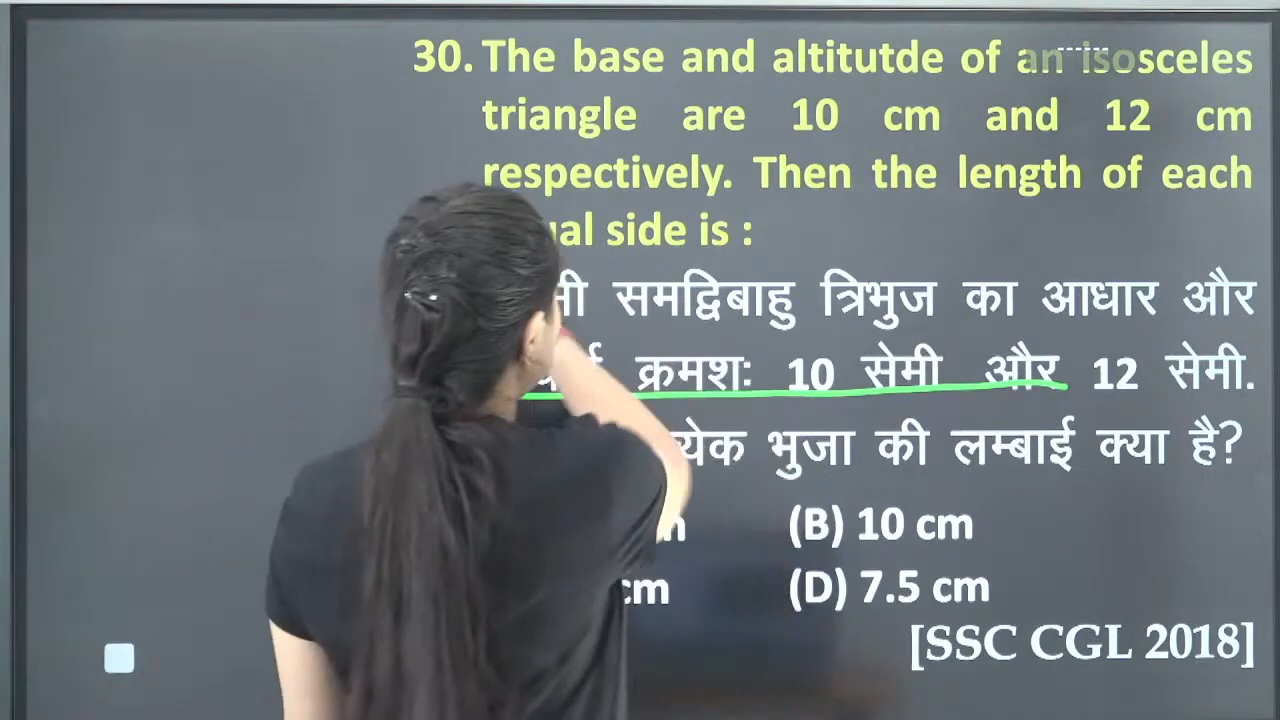 30. The base and altitutde of an isosceles
triangle are 10 cm and 12 cm
respectively. Then the length of each
side is :
समद्विबाहु त्रिभुज का आधार और
क्रमशः 10 सेमी और 12 सेमी.
भुजा की लम्बाई क्या है?
(B) 10 cm
cm (D) 7.5 cm
[SSC CGL 2018]